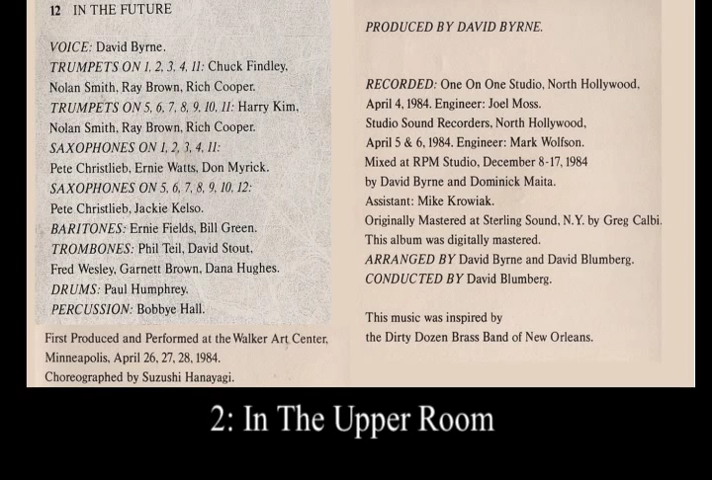 12 IN THE FUTURE
VOICE: David Byrne.
TRUMPETS ON 1, 2, 3, 4, 11: Chuck Findley,
Nolan Smith, Ray Brown, Rich Cooper.
TRUMPETS ON 5, 6, 7, 8, 9, 10, 11: Harry Kim,
Nolan Smith, Ray Brown, Rich Cooper.
SAXOPHONES ON 1, 2, 3, 4, 11:
Pete Christlieb, Ernie Watts, Don Myrick.
SAXOPHONES ON 5, 6, 7, 8, 9, 10, 12:
Pete Christlieb, Jackie Kelso.
BARITONES: Ernie Fields, Bill Green.
TROMBONES: Phil Teil, David Stout,
Fred Wesley, Garnett Brown, Dana Hughes.
DRUMS: Paul Humphrey.
PERCUSSION: Bobbye Hall.
First Produced and Performed at the Walker Art Center,
Minneapolis, April 26, 27, 28, 1984.
Choreographed by Suzushi Hanayagi.
PRODUCED BY DAVID BYRNE.
RECORDED: One On One Studio, North Hollywood,
April 4, 1984. Engineer: Joel Moss.
Studio Sound Recorders, North Hollywood,
April 5 & 6, 1984. Engineer: Mark Wolfson.
Mixed at RPM Studio, December 8-17, 1984
by David Byrne and Dominick Maita.
Assistant: Mike Krowiak.
Originally Mastered at Sterling Sound, N.Y. by Greg Calbi.
This album was digitally mastered.
ARRANGED BY David Byrne and David Blumberg.
CONDUCTED BY David Blumberg.
This music was inspired by
the Dirty Dozen Brass Band of New Orleans.
2: In The Upper Room